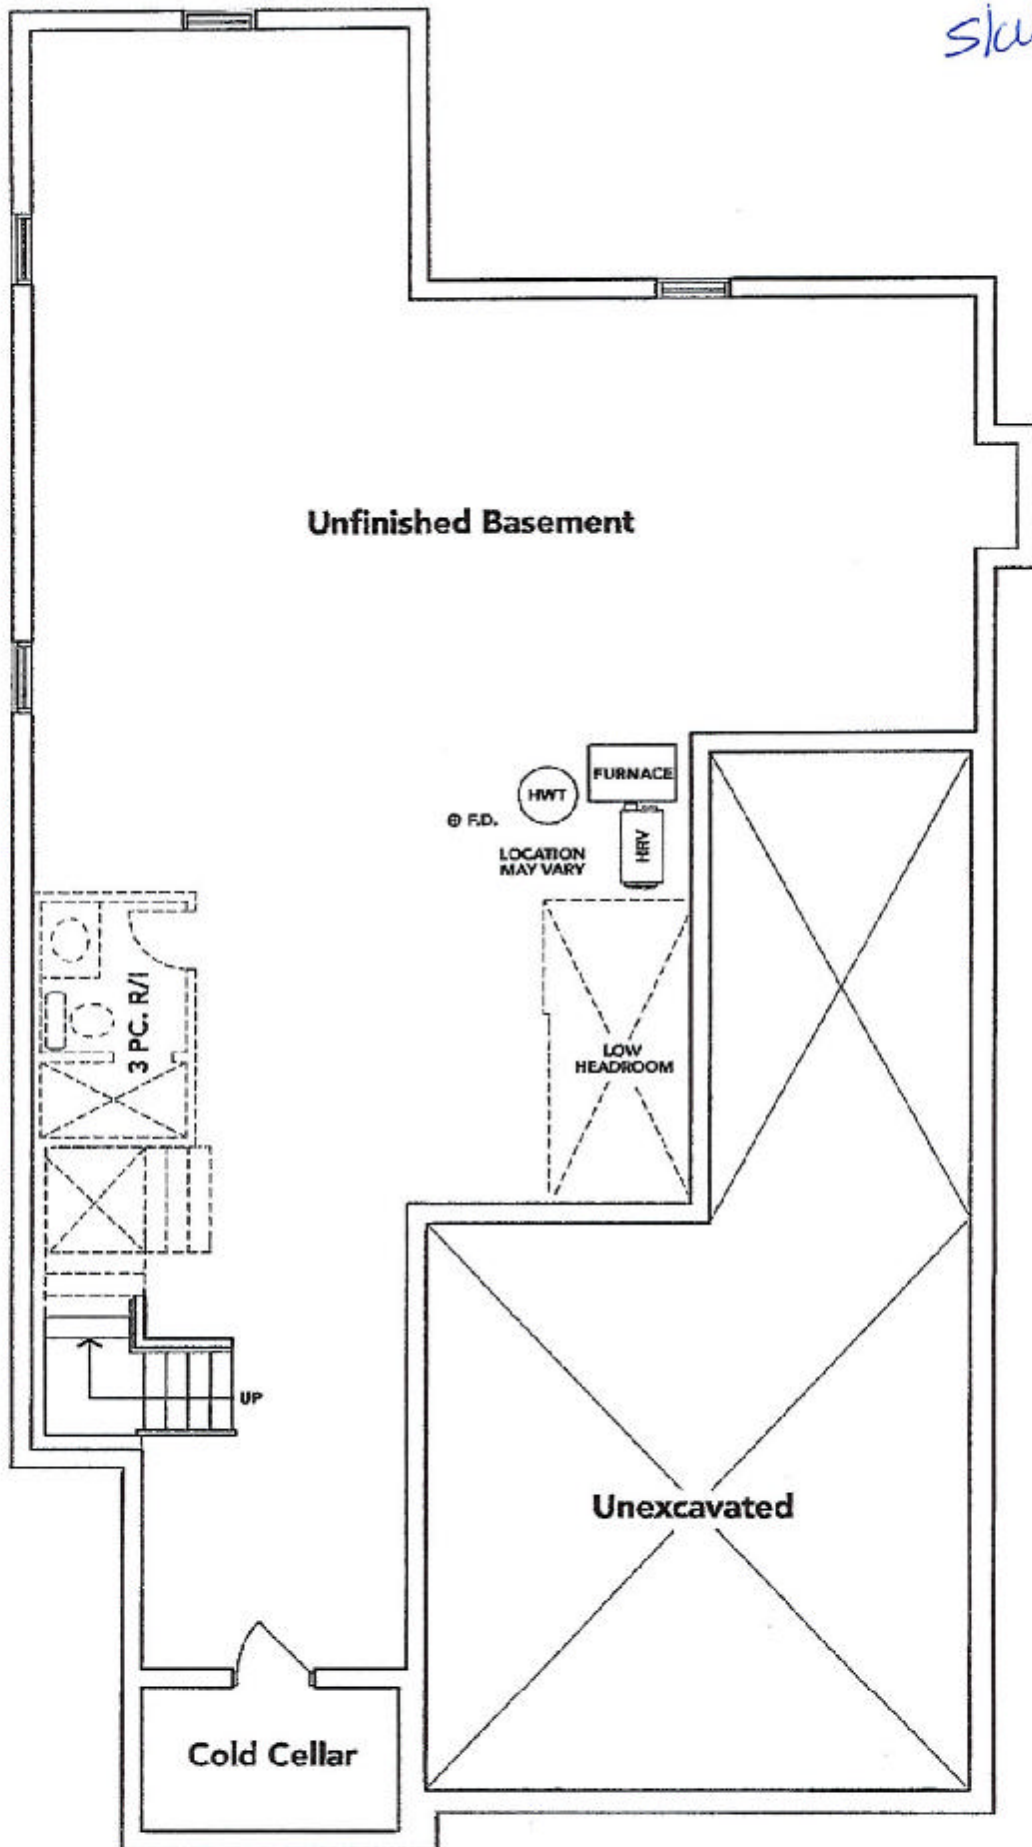 Unfinished Basement
FURNACE
HWT
F.D.
HRV
LOCATION
MAY VARY
3 PC. R/I
LOW
HEADROOM
UP
Unexcavated
Cold Cellar